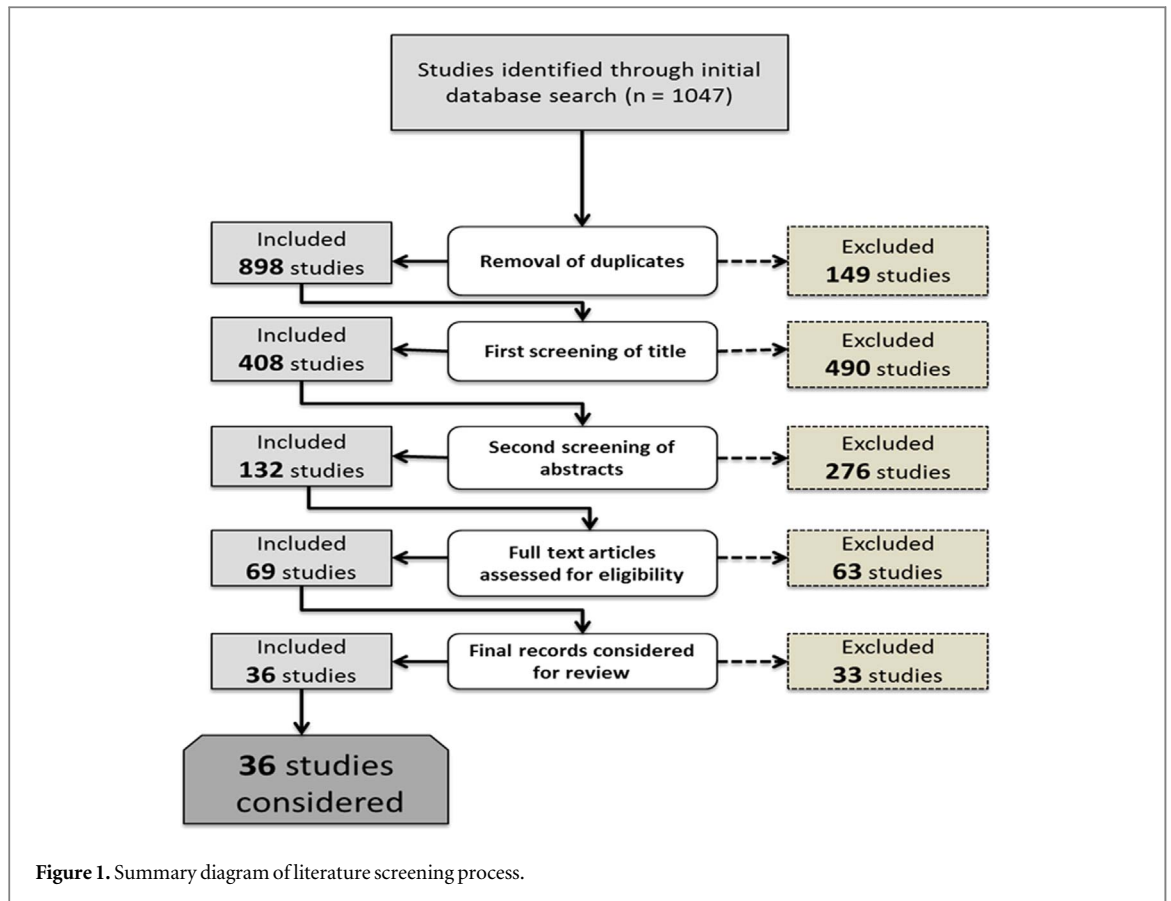 Studies identified through initial
database search (n = 1047)
Included
898 studies
Removal of duplicates
Excluded
149 studies
Included
408 studies
First screening of title
Excluded
490 studies
Included
132 studies
Second screening of
abstracts
Excluded
276 studies
Included
69 studies
Full text articles
assessed for eligibility
Excluded
63 studies
Included
36 studies
Final records considered
for review
Excluded
33 studies
36 studies
considered
Figure 1. Summary diagram of literature screening process.